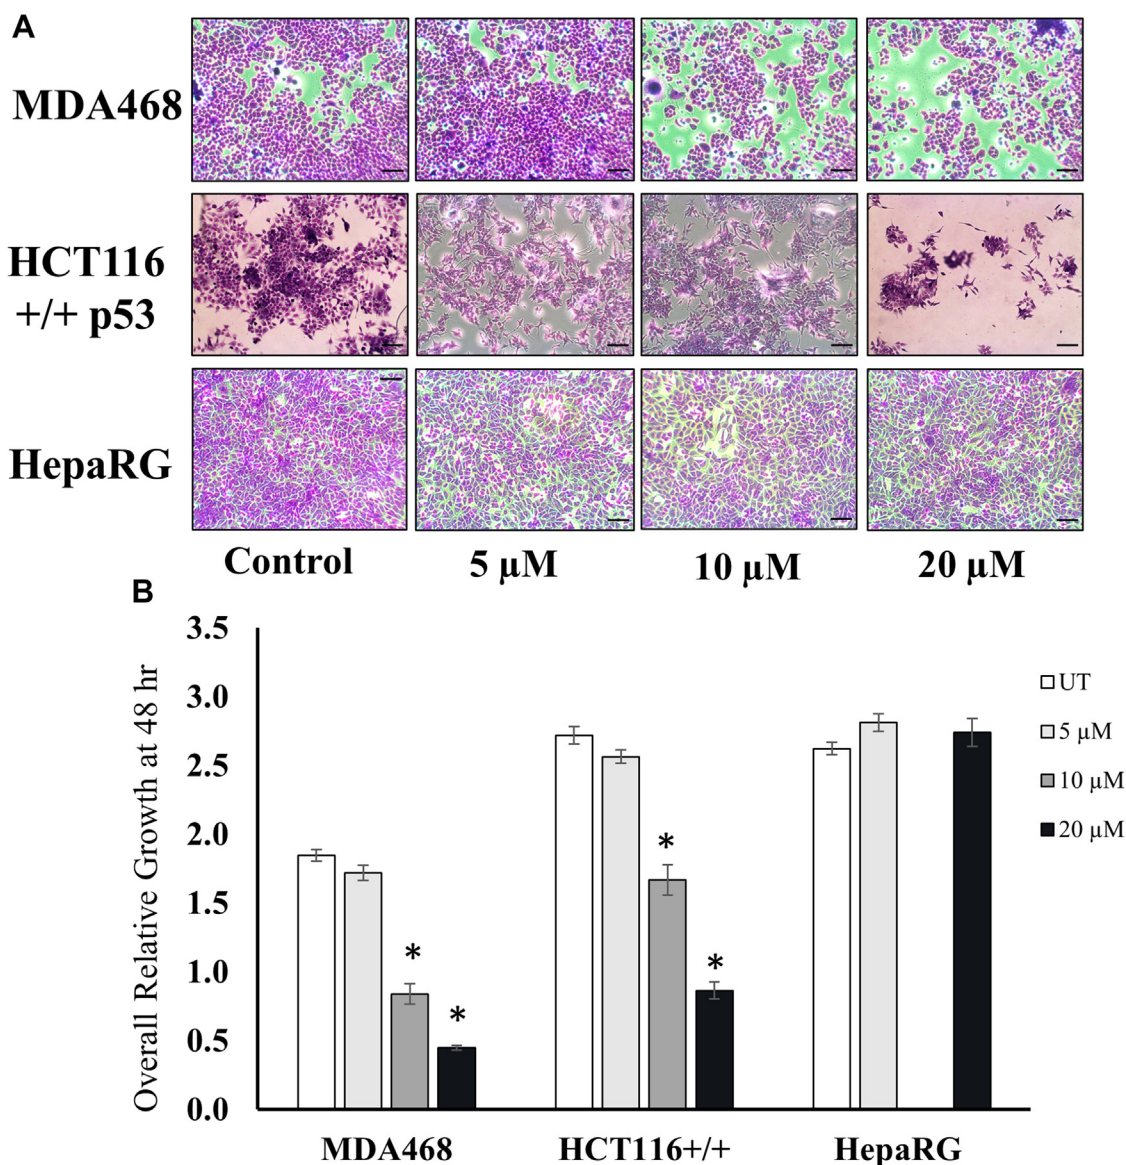 A
MDA468
HCT116
+/+ p53
HepaRG
Control 5 µM 10 µM 20 µM
B
Overall Relative Growth at 48 hr
3.5
3.0
2.5
2.0
1.5
1.0
0.5
0.0
* * * *
UT
5 µM
10 µM
20 µM
MDA468 HCT116+/+ HepaRG